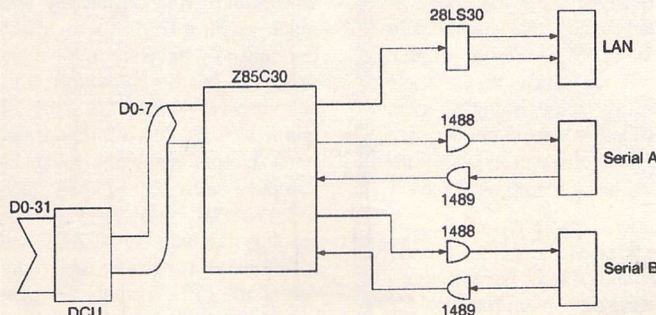 28LS30
LAN
Z85C30
D0-7
1488
Serial A
1489
D0-31
1488
Serial B
DCU
1489